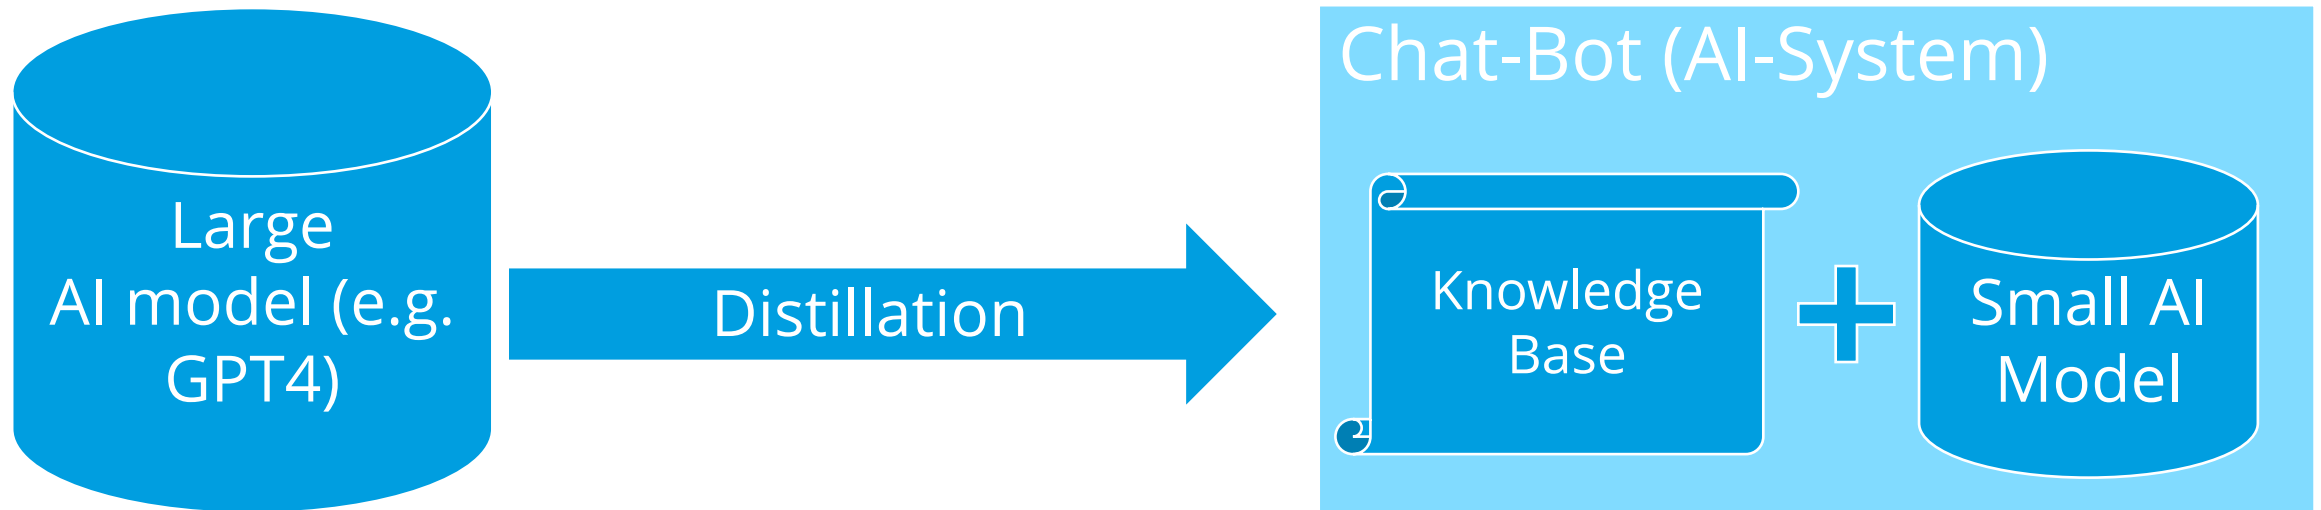 Large
AI model (e.g.
GPT4)
Distillation
Chat-Bot (AI-System)
Knowledge
Base
Small AI
Model